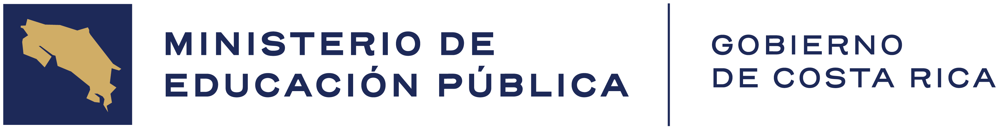 MINISTERIO DE
EDUCACIÓN PÚBLICA
GOBIERNO
DE COSTA RICA